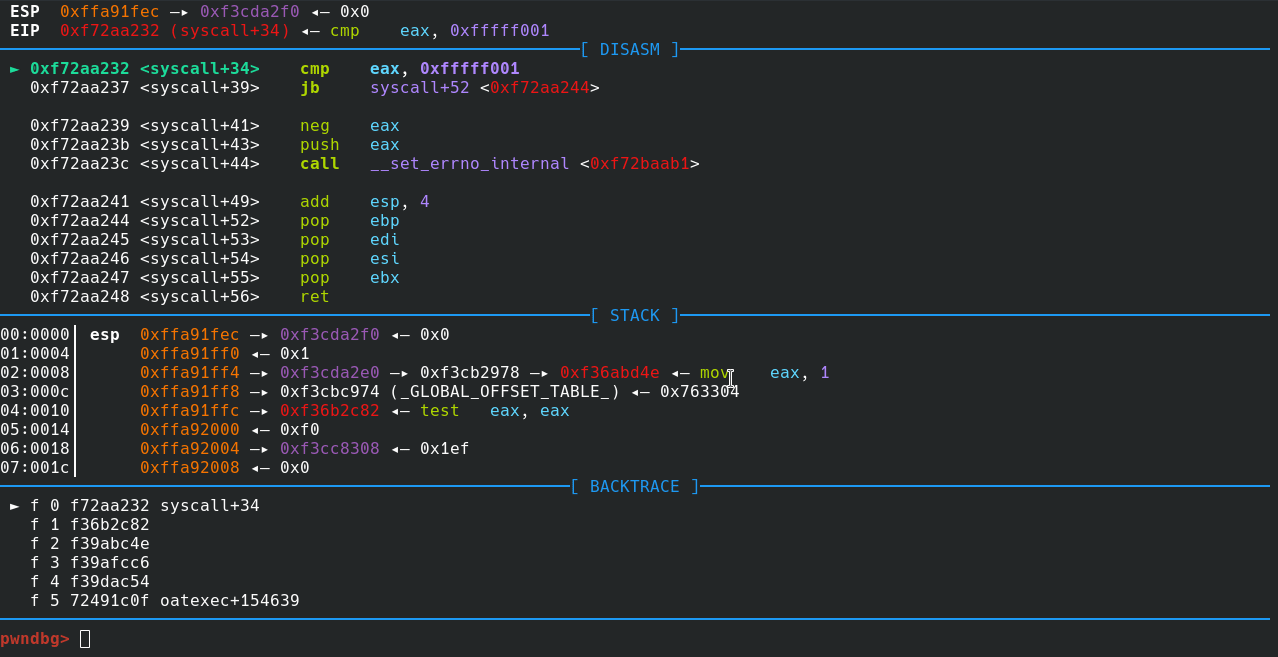 ESP  0xffa91fec —▸ 0xf3cda2f0 ◂— 0x0
EIP  0xf72aa232 (syscall+34) ◂— cmp    eax, 0xfffff001
[ DISASM ]
► 0xf72aa232 <syscall+34>    cmp    eax, 0xfffff001
0xf72aa237 <syscall+39>    jb     syscall+52 <0xf72aa244>
0xf72aa239 <syscall+41>    neg    eax
0xf72aa23b <syscall+43>    push   eax
0xf72aa23c <syscall+44>    call   __set_errno_internal <0xf72baab1>
0xf72aa241 <syscall+49>    add    esp, 4
0xf72aa244 <syscall+52>    pop    ebp
0xf72aa245 <syscall+53>    pop    edi
0xf72aa246 <syscall+54>    pop    esi
0xf72aa247 <syscall+55>    pop    ebx
0xf72aa248 <syscall+56>    ret
[ STACK ]
00:0000│ esp  0xffa91fec —▸ 0xf3cda2f0 ◂— 0x0
01:0004│      0xffa91ff0 ◂— 0x1
02:0008│      0xffa91ff4 —▸ 0xf3cda2e0 —▸ 0xf3cb2978 —▸ 0xf36abd4e ◂— mov    eax, 1
03:000c│      0xffa91ff8 —▸ 0xf3cbc974 (_GLOBAL_OFFSET_TABLE_) ◂— 0x763304
04:0010│      0xffa91ffc —▸ 0xf36b2c82 ◂— test   eax, eax
05:0014│      0xffa92000 ◂— 0xf0
06:0018│      0xffa92004 —▸ 0xf3cc8308 ◂— 0x1ef
07:001c│      0xffa92008 ◂— 0x0
[ BACKTRACE ]
► f 0 f72aa232 syscall+34
f 1 f36b2c82
f 2 f39abc4e
f 3 f39afcc6
f 4 f39dac54
f 5 72491c0f oatexec+154639
pwndbg>